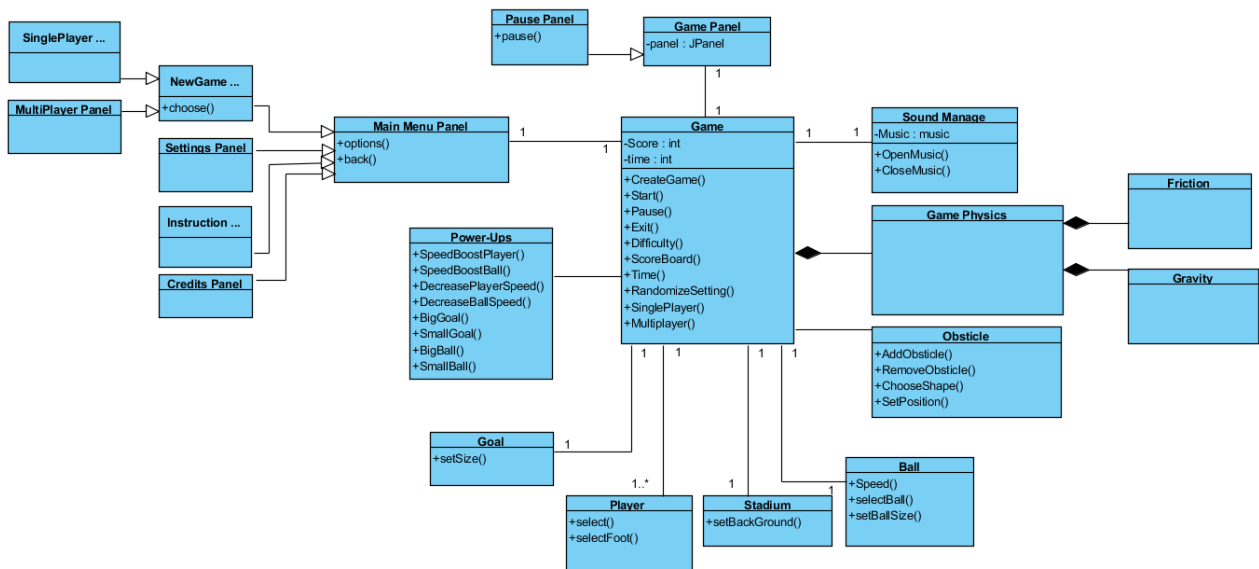 SinglePlayer ...
MultiPlayer Panel
NewGame ...
+choose()
Settings Panel
Instruction ...
Credits Panel
Main Menu Panel
+options()
+back()
1
1
Pause Panel
+pause()
Game Panel
-panel : JPanel
1
1
Game
-Score : int
-time : int
+CreateGame()
+Start()
+Pause()
+Exit()
+Difficulty()
+ScoreBoard()
+Time()
+RandomizeSetting()
+SinglePlayer()
+Multiplayer()
1
1
Sound Manage
-Music : music
+OpenMusic()
+CloseMusic()
Game Physics
Friction
Gravity
Power-Ups
+SpeedBoostPlayer()
+SpeedBoostBall()
+DecreasePlayerSpeed()
+DecreaseBallSpeed()
+BigGoal()
+SmallGoal()
+BigBall()
+SmallBall()
Obsticle
+AddObsticle()
+RemoveObsticle()
+ChooseShape()
+SetPosition()
1
1
1
1
Goal
+setSize()
1
1..*
Player
+select()
+selectFoot()
1
Stadium
+setBackGround()
1
Ball
+Speed()
+selectBall()
+setBallSize()